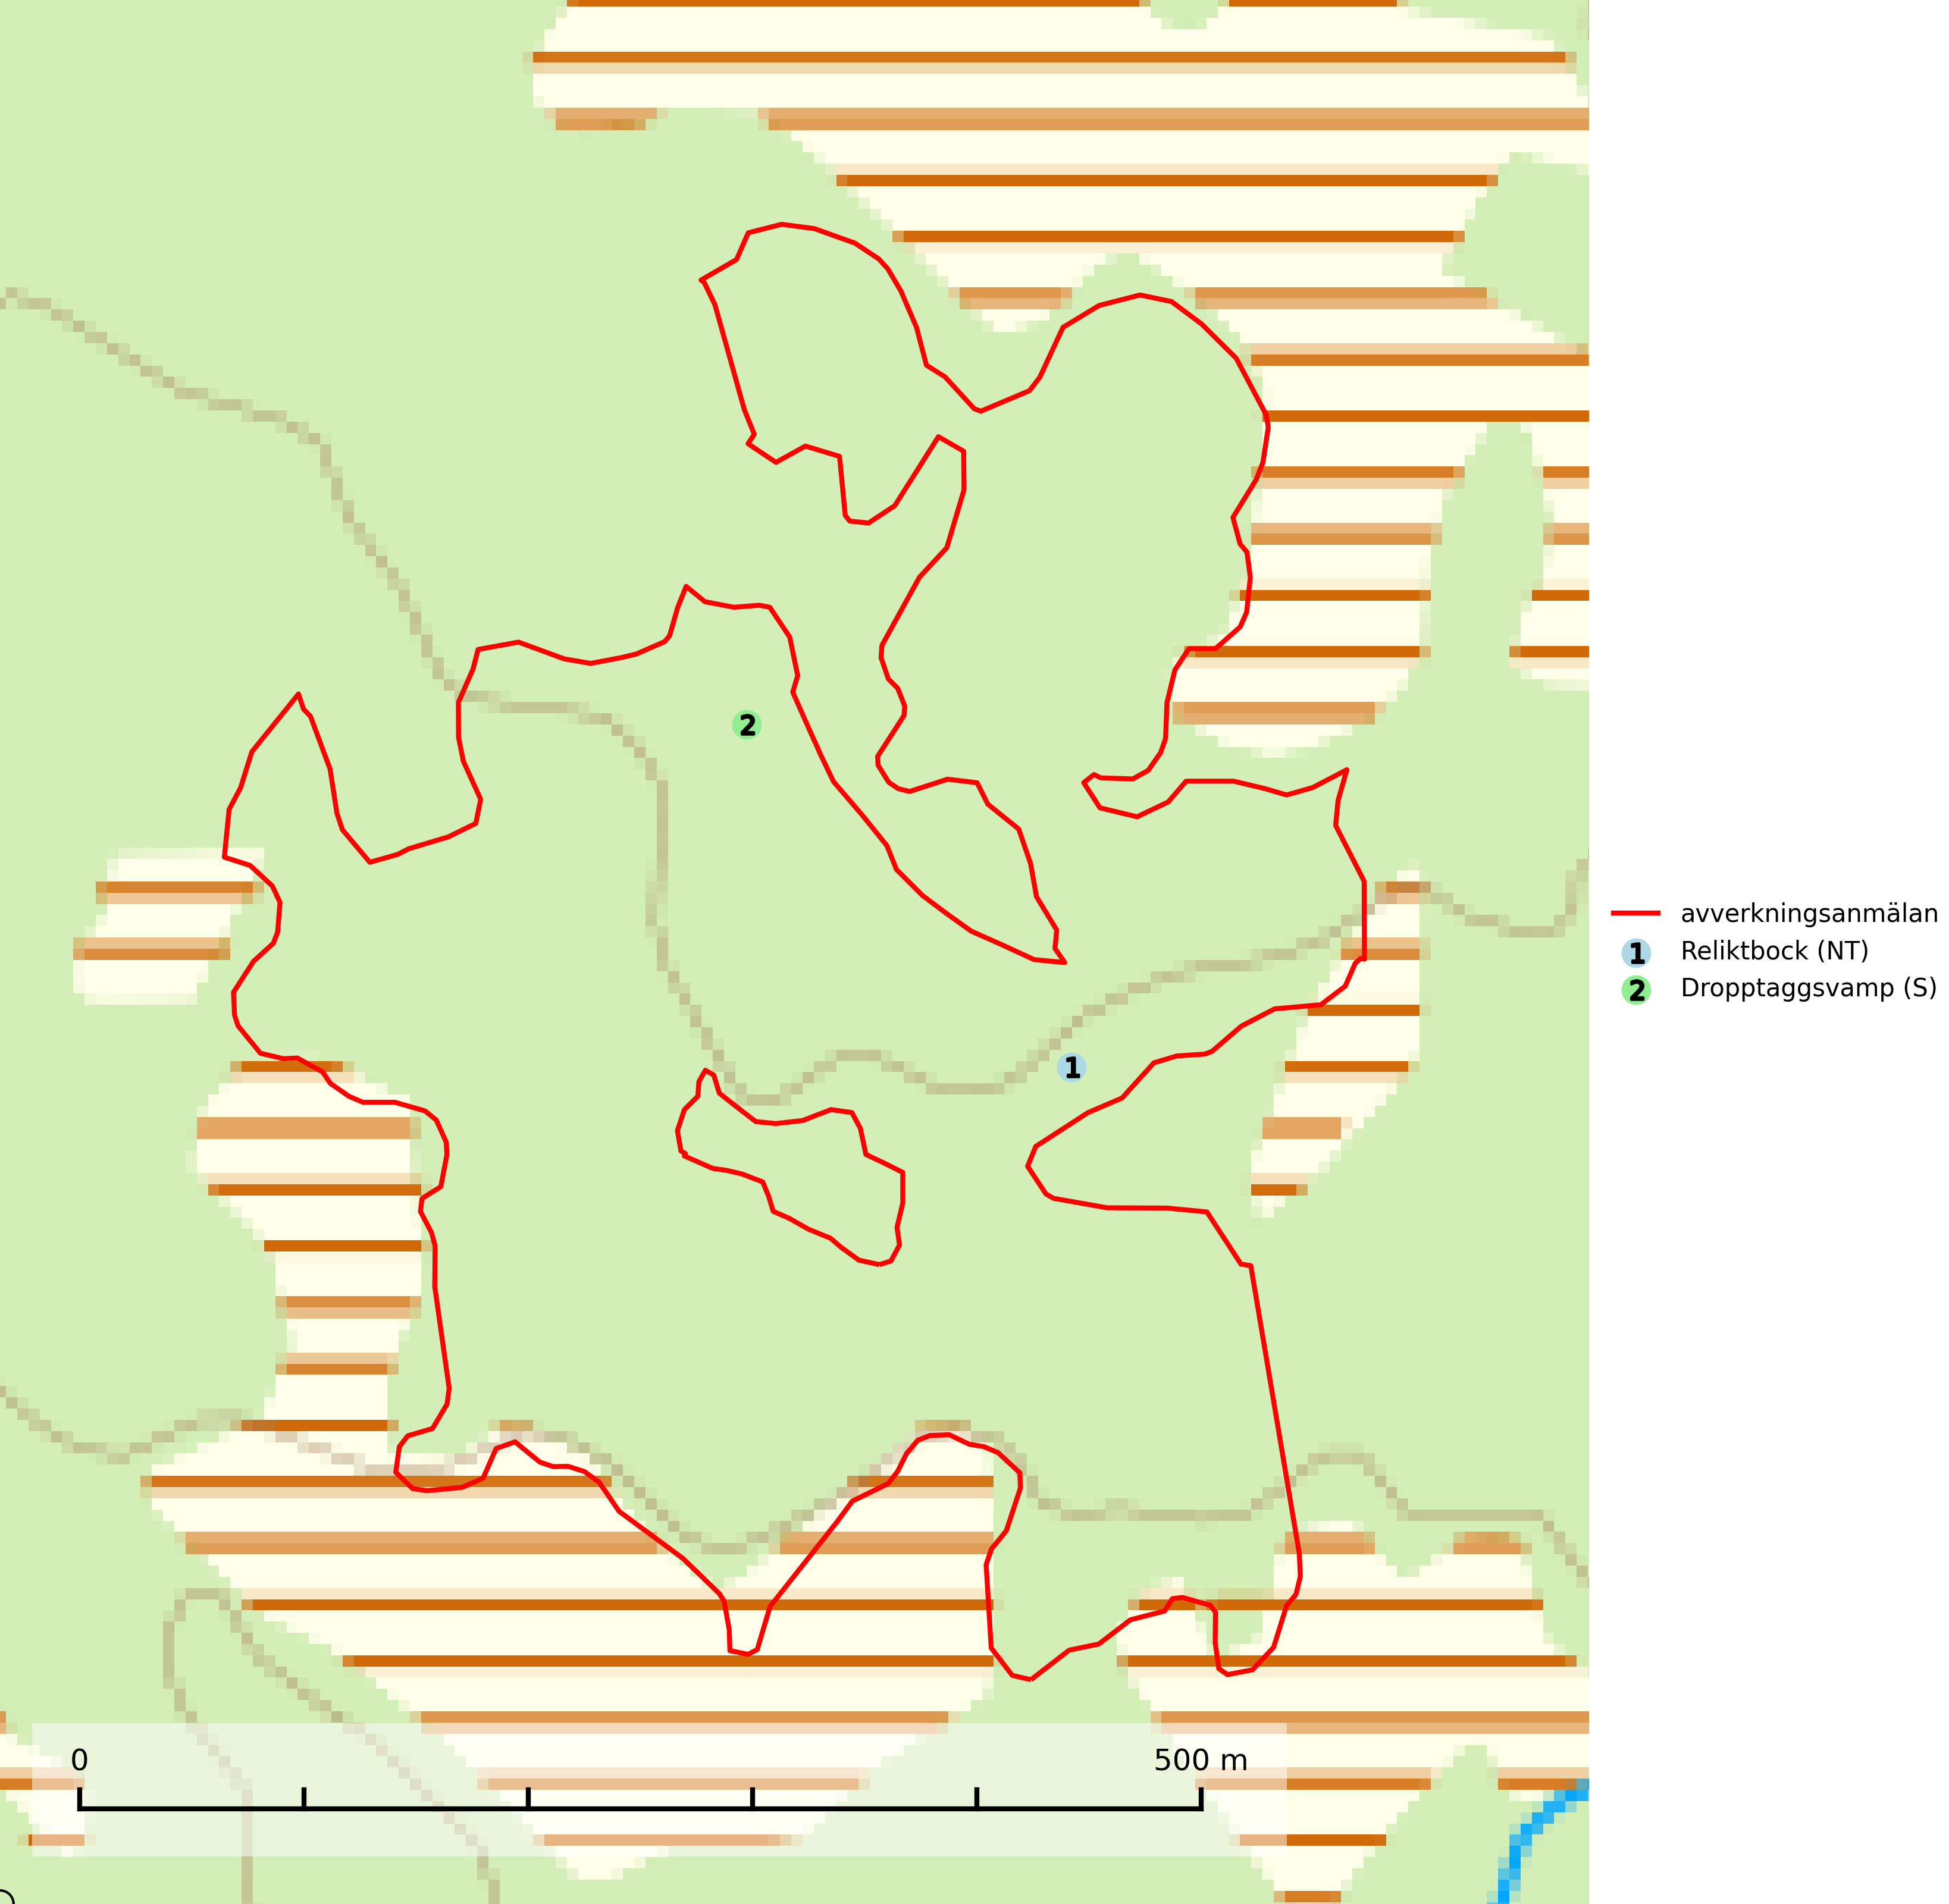 2
avverkningsanmälan
1 Reliktbock (NT)
2 Dropptaggsvamp (S)
1
0 500 m